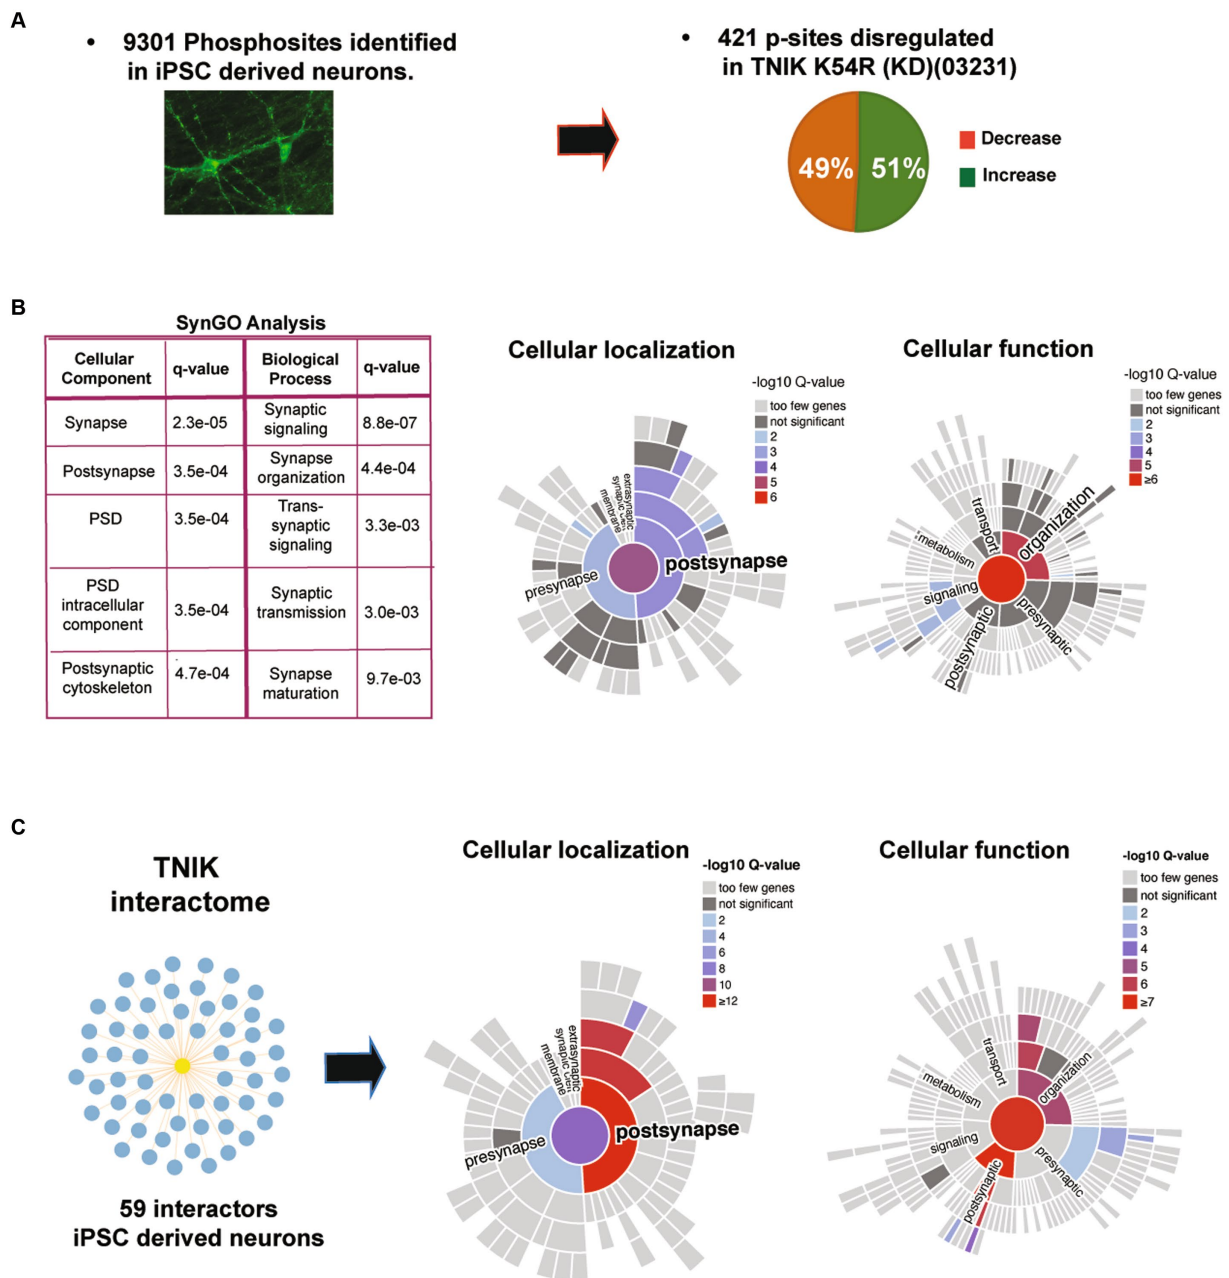 A
• 9301 Phosphosites identified
in iPSC derived neurons.
• 421 p-sites disregulated
in TNIK K54R (KD)(03231)
49%
51%
Decrease
Increase
B
SynGO Analysis
Cellular Component q-value Biological Process q-value
Synapse 2.3e-05 Synaptic signaling 8.8e-07
Postsynapse 3.5e-04 Synapse organization 4.4e-04
PSD 3.5e-04 Trans-synaptic signaling 3.3e-03
PSD intracellular component 3.5e-04 Synaptic transmission 3.0e-03
Postsynaptic cytoskeleton 4.7e-04 Synapse maturation 9.7e-03
Cellular localization
-log10 Q-value
too few genes
not significant
2
3
4
5
6
extrasynaptic
synaptic
membrane
presynapse
postsynapse
Cellular function
-log10 Q-value
too few genes
not significant
2
3
4
5
≥6
transport
organization
metabolism
signaling
postsynaptic
presynaptic
C
TNIK
interactome
59 interactors
iPSC derived neurons
Cellular localization
-log10 Q-value
too few genes
not significant
2
4
6
8
10
≥12
extrasynaptic
synaptic
membrane
presynapse
postsynapse
Cellular function
-log10 Q-value
too few genes
not significant
2
3
4
5
6
≥7
transport
organization
metabolism
signaling
postsynaptic
presynaptic